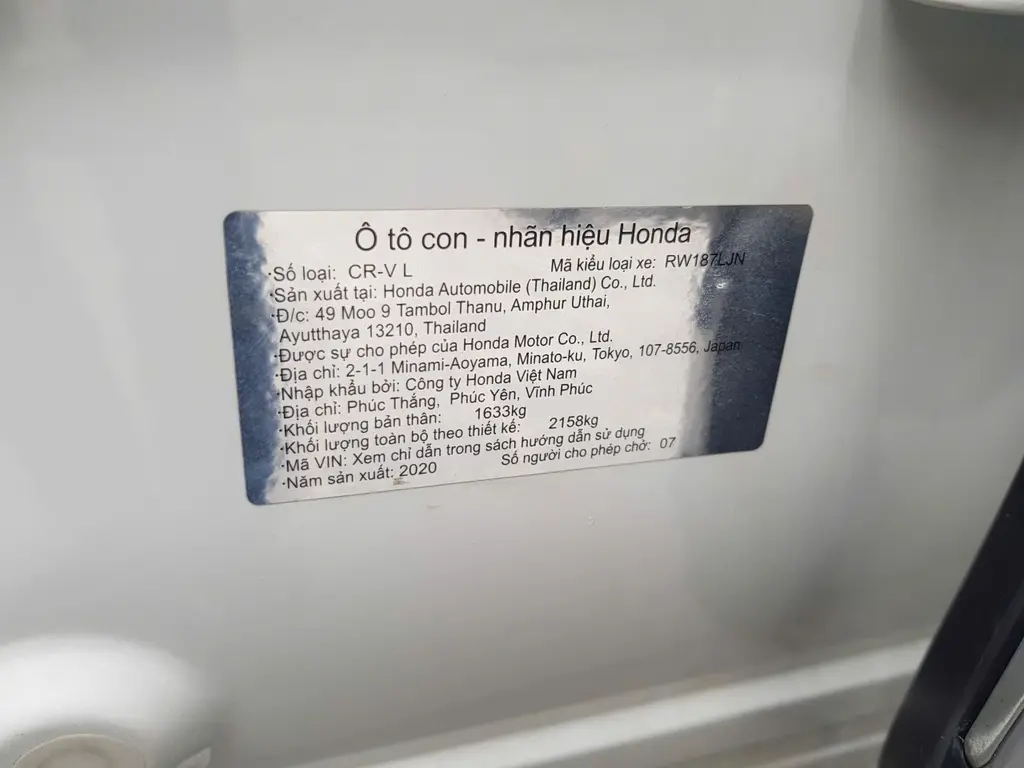 Ô tô con - nhãn hiệu Honda
·Số loại: CR-V L Mã kiểu loại xe: RW187LJN
·Sản xuất tại: Honda Automobile (Thailand) Co., Ltd.
·Đ/c: 49 Moo 9 Tambol Thanu, Amphur Uthai,
Ayutthaya 13210, Thailand
·Được sự cho phép của Honda Motor Co., Ltd.
·Địa chỉ: 2-1-1 Minami-Aoyama, Minato-ku, Tokyo, 107-8556, Japan
·Nhập khẩu bởi: Công ty Honda Việt Nam
·Địa chỉ: Phúc Thắng, Phúc Yên, Vĩnh Phúc
·Khối lượng bản thân: 1633kg
·Khối lượng toàn bộ theo thiết kế: 2158kg
·Mã VIN: Xem chỉ dẫn trong sách hướng dẫn sử dụng
·Năm sản xuất: 2020 Số người cho phép chở: 07